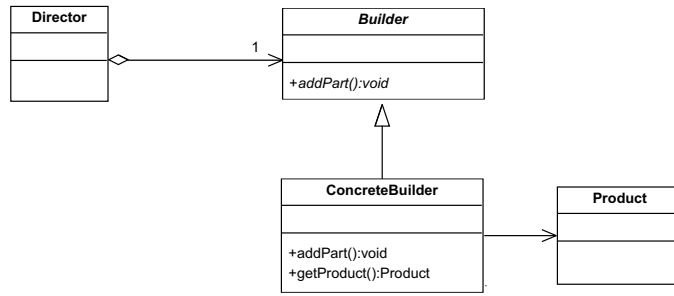 Director
Builder
1
+addPart():void
ConcreteBuilder
Product
+addPart():void
+getProduct():Product